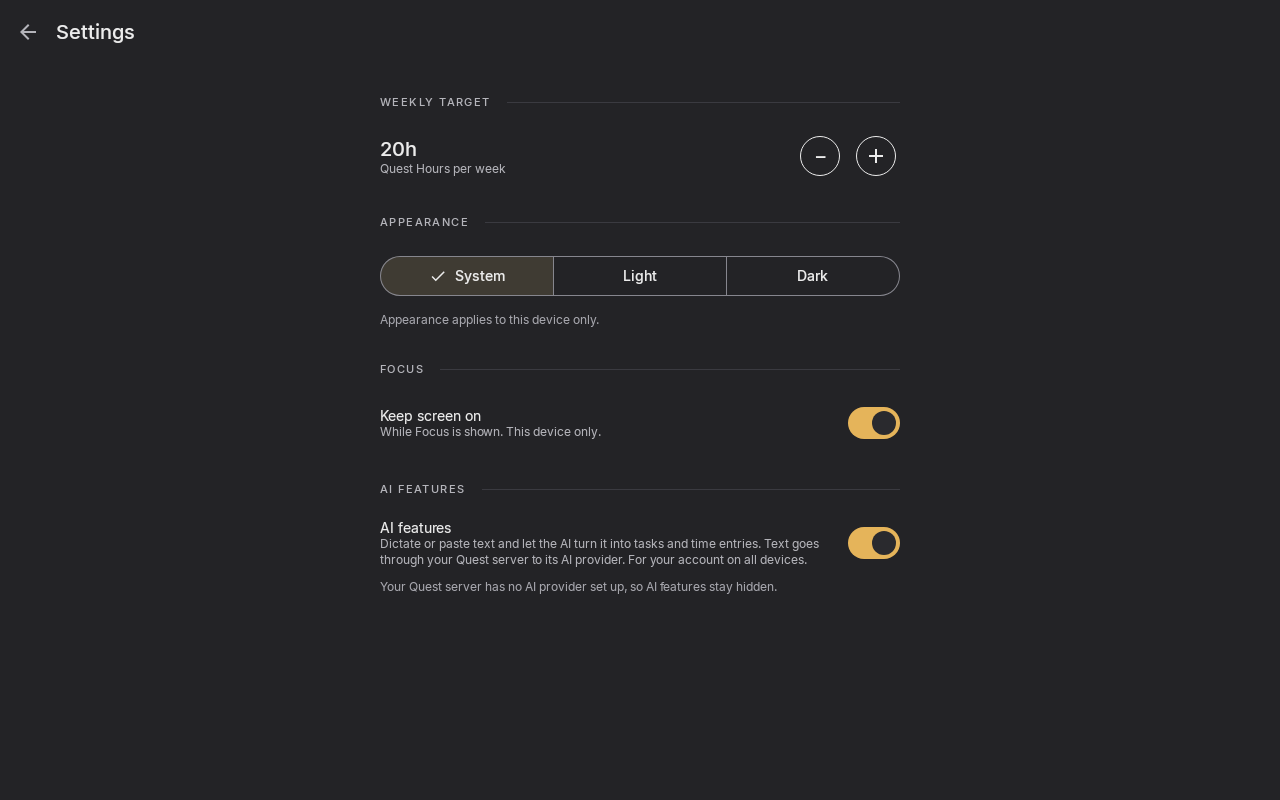 Settings
WEEKLY TARGET
20h
Quest Hours per week
APPEARANCE
System
Light
Dark
Appearance applies to this device only.
FOCUS
Keep screen on
While Focus is shown. This device only.
AI FEATURES
AI features
Dictate or paste text and let the AI turn it into tasks and time entries. Text goes
through your Quest server to its AI provider. For your account on all devices.
Your Quest server has no AI provider set up, so AI features stay hidden.